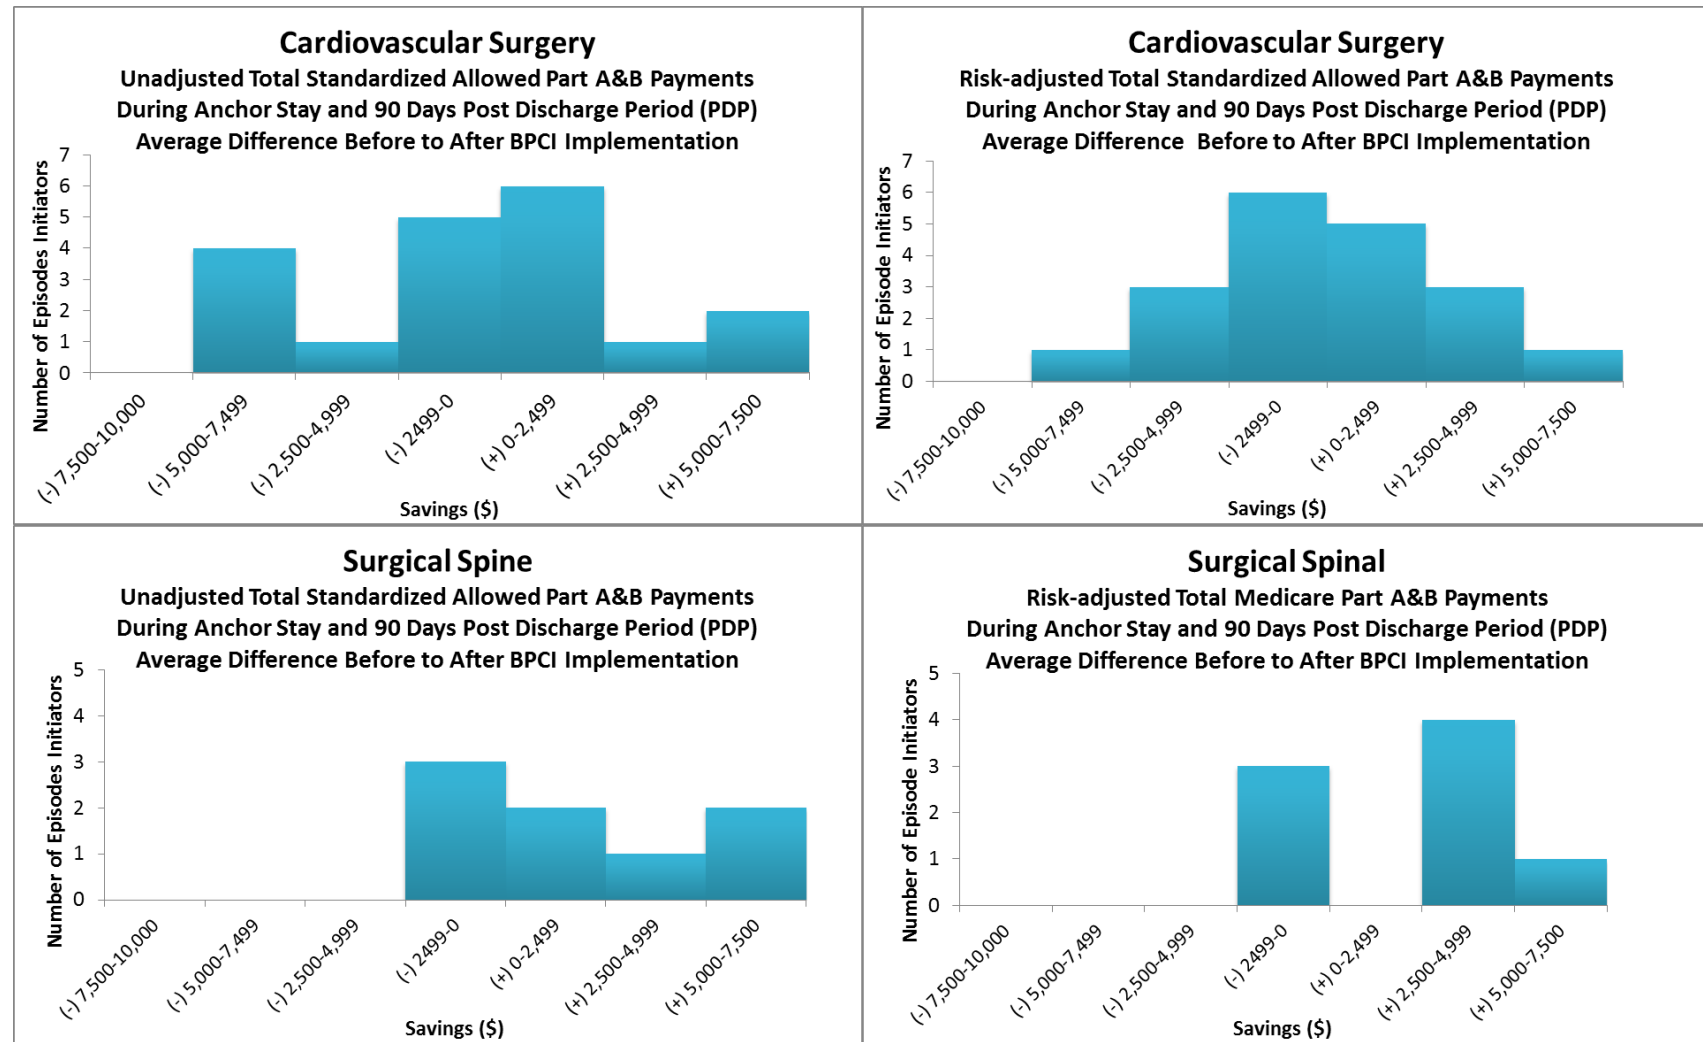 Cardiovascular Surgery
Unadjusted Total Standardized Allowed Part A&B Payments
During Anchor Stay and 90 Days Post Discharge Period (PDP)
Average Difference Before to After BPCI Implementation
Number of Episodes Initiators
7
6
5
4
3
2
1
0
(-) 7,500-10,000
(-) 5,000-7,499
(-) 2,500-4,999
(-) 2499-0
(+) 0-2,499
(+) 2,500-4,999
(+) 5,000-7,500
Savings ($)
Cardiovascular Surgery
Risk-adjusted Total Standardized Allowed Part A&B Payments
During Anchor Stay and 90 Days Post Discharge Period (PDP)
Average Difference  Before to After BPCI Implementation
Number of Episode Initiators
7
6
5
4
3
2
1
0
(-) 7,500-10,000
(-) 5,000-7,499
(-) 2,500-4,999
(-) 2499-0
(+) 0-2,499
(+) 2,500-4,999
(+) 5,000-7,500
Savings ($)
Surgical Spine
Unadjusted Total Standardized Allowed Part A&B Payments
During Anchor Stay and 90 Days Post Discharge Period (PDP)
Average Difference Before to After BPCI Implementation
Number of Episodes Initiators
5
4
3
2
1
0
(-) 7,500-10,000
(-) 5,000-7,499
(-) 2,500-4,999
(-) 2499-0
(+) 0-2,499
(+) 2,500-4,999
(+) 5,000-7,500
Savings ($)
Surgical Spinal
Risk-adjusted Total Medicare Part A&B Payments
During Anchor Stay and 90 Days Post Discharge Period (PDP)
Average Difference Before to After BPCI Implementation
Number of Episode Initiators
5
4
3
2
1
0
(-) 7,500-10,000
(-) 5,000-7,499
(-) 2,500-4,999
(-) 2499-0
(+) 0-2,499
(+) 2,500-4,999
(+) 5,000-7,500
Savings ($)